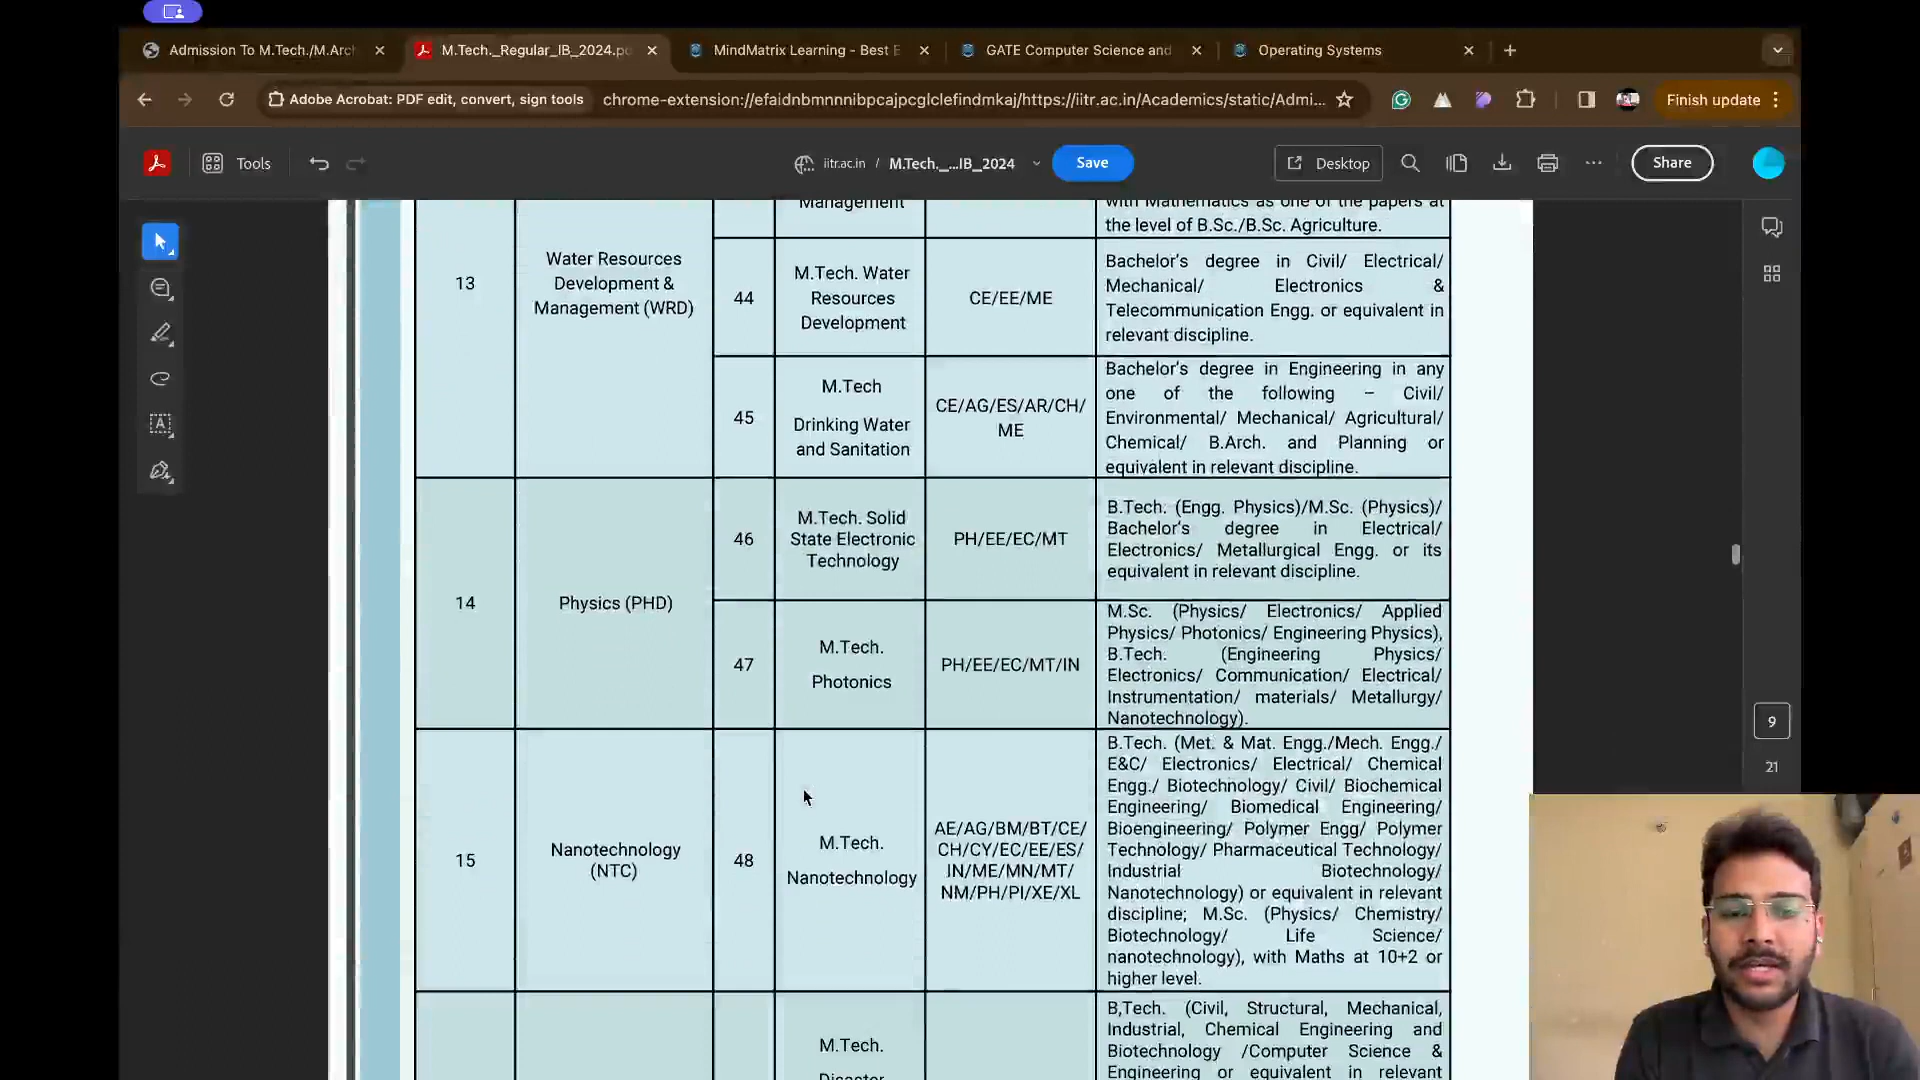 Admission To M.Tech./M.Arch
M.Tech._Regular_IB_2024.pd
MindMatrix Learning - Best E
GATE Computer Science and
Operating Systems
Adobe Acrobat: PDF edit, convert, sign tools
chrome-extension://efaidnbmnnnibpcajpcglclefindmkaj/https://iitr.ac.in/Academics/static/Admi...
Finish update
Tools
iitr.ac.in / M.Tech._...IB_2024
Save
Desktop
Share
Management
with Mathematics as one of the papers at
the level of B.Sc./B.Sc. Agriculture.
13
Water Resources
Development &
Management (WRD)
44
M.Tech. Water
Resources
Development
CE/EE/ME
Bachelor's degree in Civil/ Electrical/
Mechanical/ Electronics &
Telecommunication Engg. or equivalent in
relevant discipline.
45
M.Tech
Drinking Water
and Sanitation
CE/AG/ES/AR/CH/
ME
Bachelor's degree in Engineering in any
one of the following – Civil/
Environmental/ Mechanical/ Agricultural/
Chemical/ B.Arch. and Planning or
equivalent in relevant discipline.
14
Physics (PHD)
46
M.Tech. Solid
State Electronic
Technology
PH/EE/EC/MT
B.Tech. (Engg. Physics)/M.Sc. (Physics)/
Bachelor's degree in Electrical/
Electronics/ Metallurgical Engg. or its
equivalent in relevant discipline.
47
M.Tech.
Photonics
PH/EE/EC/MT/IN
M.Sc. (Physics/ Electronics/ Applied
Physics/ Photonics/ Engineering Physics),
B.Tech. (Engineering Physics/
Electronics/ Communication/ Electrical/
Instrumentation/ materials/ Metallurgy/
Nanotechnology).
15
Nanotechnology
(NTC)
48
M.Tech.
Nanotechnology
AE/AG/BM/BT/CE/
CH/CY/EC/EE/ES/
IN/ME/MN/MT/
NM/PH/PI/XE/XL
B.Tech. (Met. & Mat. Engg./Mech. Engg./
E&C/ Electronics/ Electrical/ Chemical
Engg./ Biotechnology/ Civil/ Biochemical
Engineering/ Biomedical Engineering/
Bioengineering/ Polymer Engg/ Polymer
Technology/ Pharmaceutical Technology/
Industrial Biotechnology/
Nanotechnology) or equivalent in relevant
discipline; M.Sc. (Physics/ Chemistry/
Biotechnology/ Life Science/
nanotechnology), with Maths at 10+2 or
higher level.
M.Tech.
Disaster
B,Tech. (Civil, Structural, Mechanical,
Industrial, Chemical Engineering and
Biotechnology /Computer Science &
Engineering or equivalent in relevant
9
21